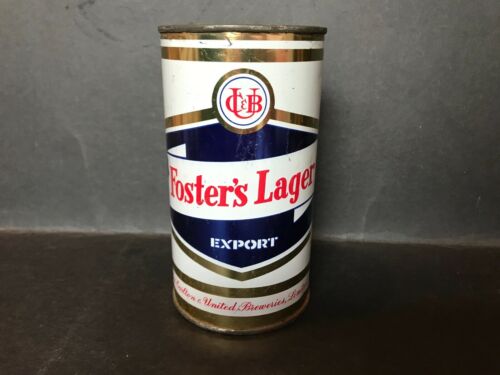 CUB
&
Foster's Lager
EXPORT
Carlton & United Breweries, Limited